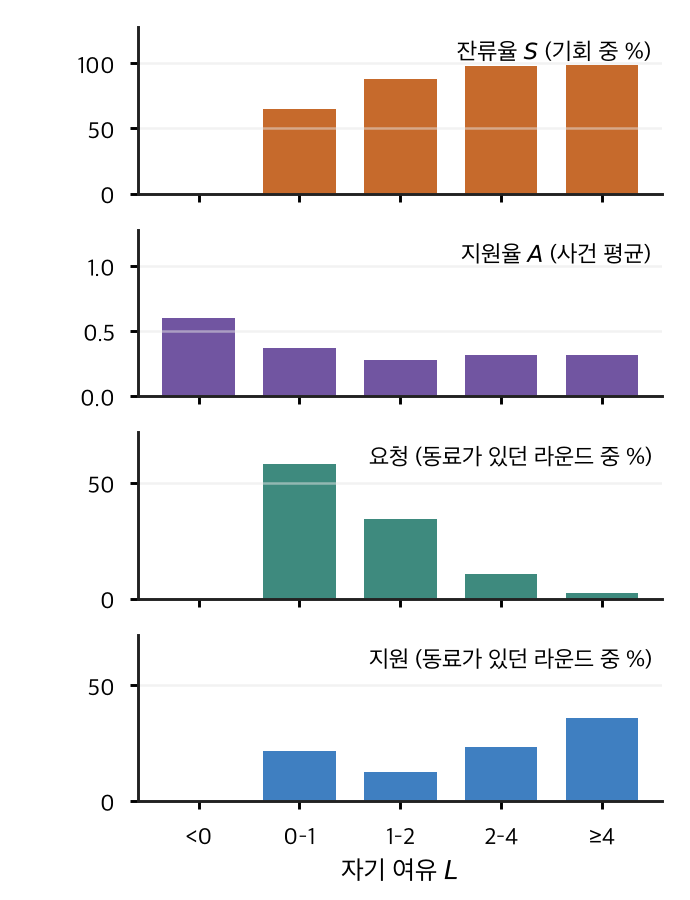 잔류율 S (기회 중 %)
100
50
0
지원율 A (사건 평균)
1.0
0.5
0.0
요청 (동료가 있던 라운드 중 %)
50
0
지원 (동료가 있던 라운드 중 %)
50
0
<0 0-1 1-2 2-4 ≥4
자기 여유 L